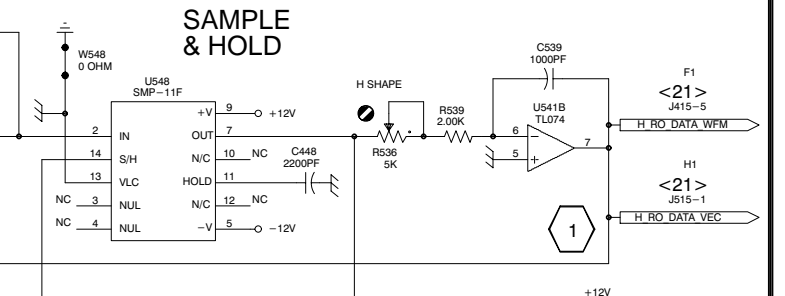 SAMPLE
& HOLD
W548
0 OHM
U548
SMP-11F
2 IN
14 S/H
13 VLC
NC 3 NUL
NC 4 NUL
+V 9 +12V
OUT 7
N/C 10 NC
HOLD 11
N/C 12 NC
-V 5 -12V
C448
2200PF
H SHAPE
R536
5K
R539
2.00K
C539
1000PF
U541B
TL074
6 -
5 +
7
F1
<21>
J415-5
H_RO_DATA_WFM
H1
<21>
J515-1
H_RO_DATA_VEC
1
+12V